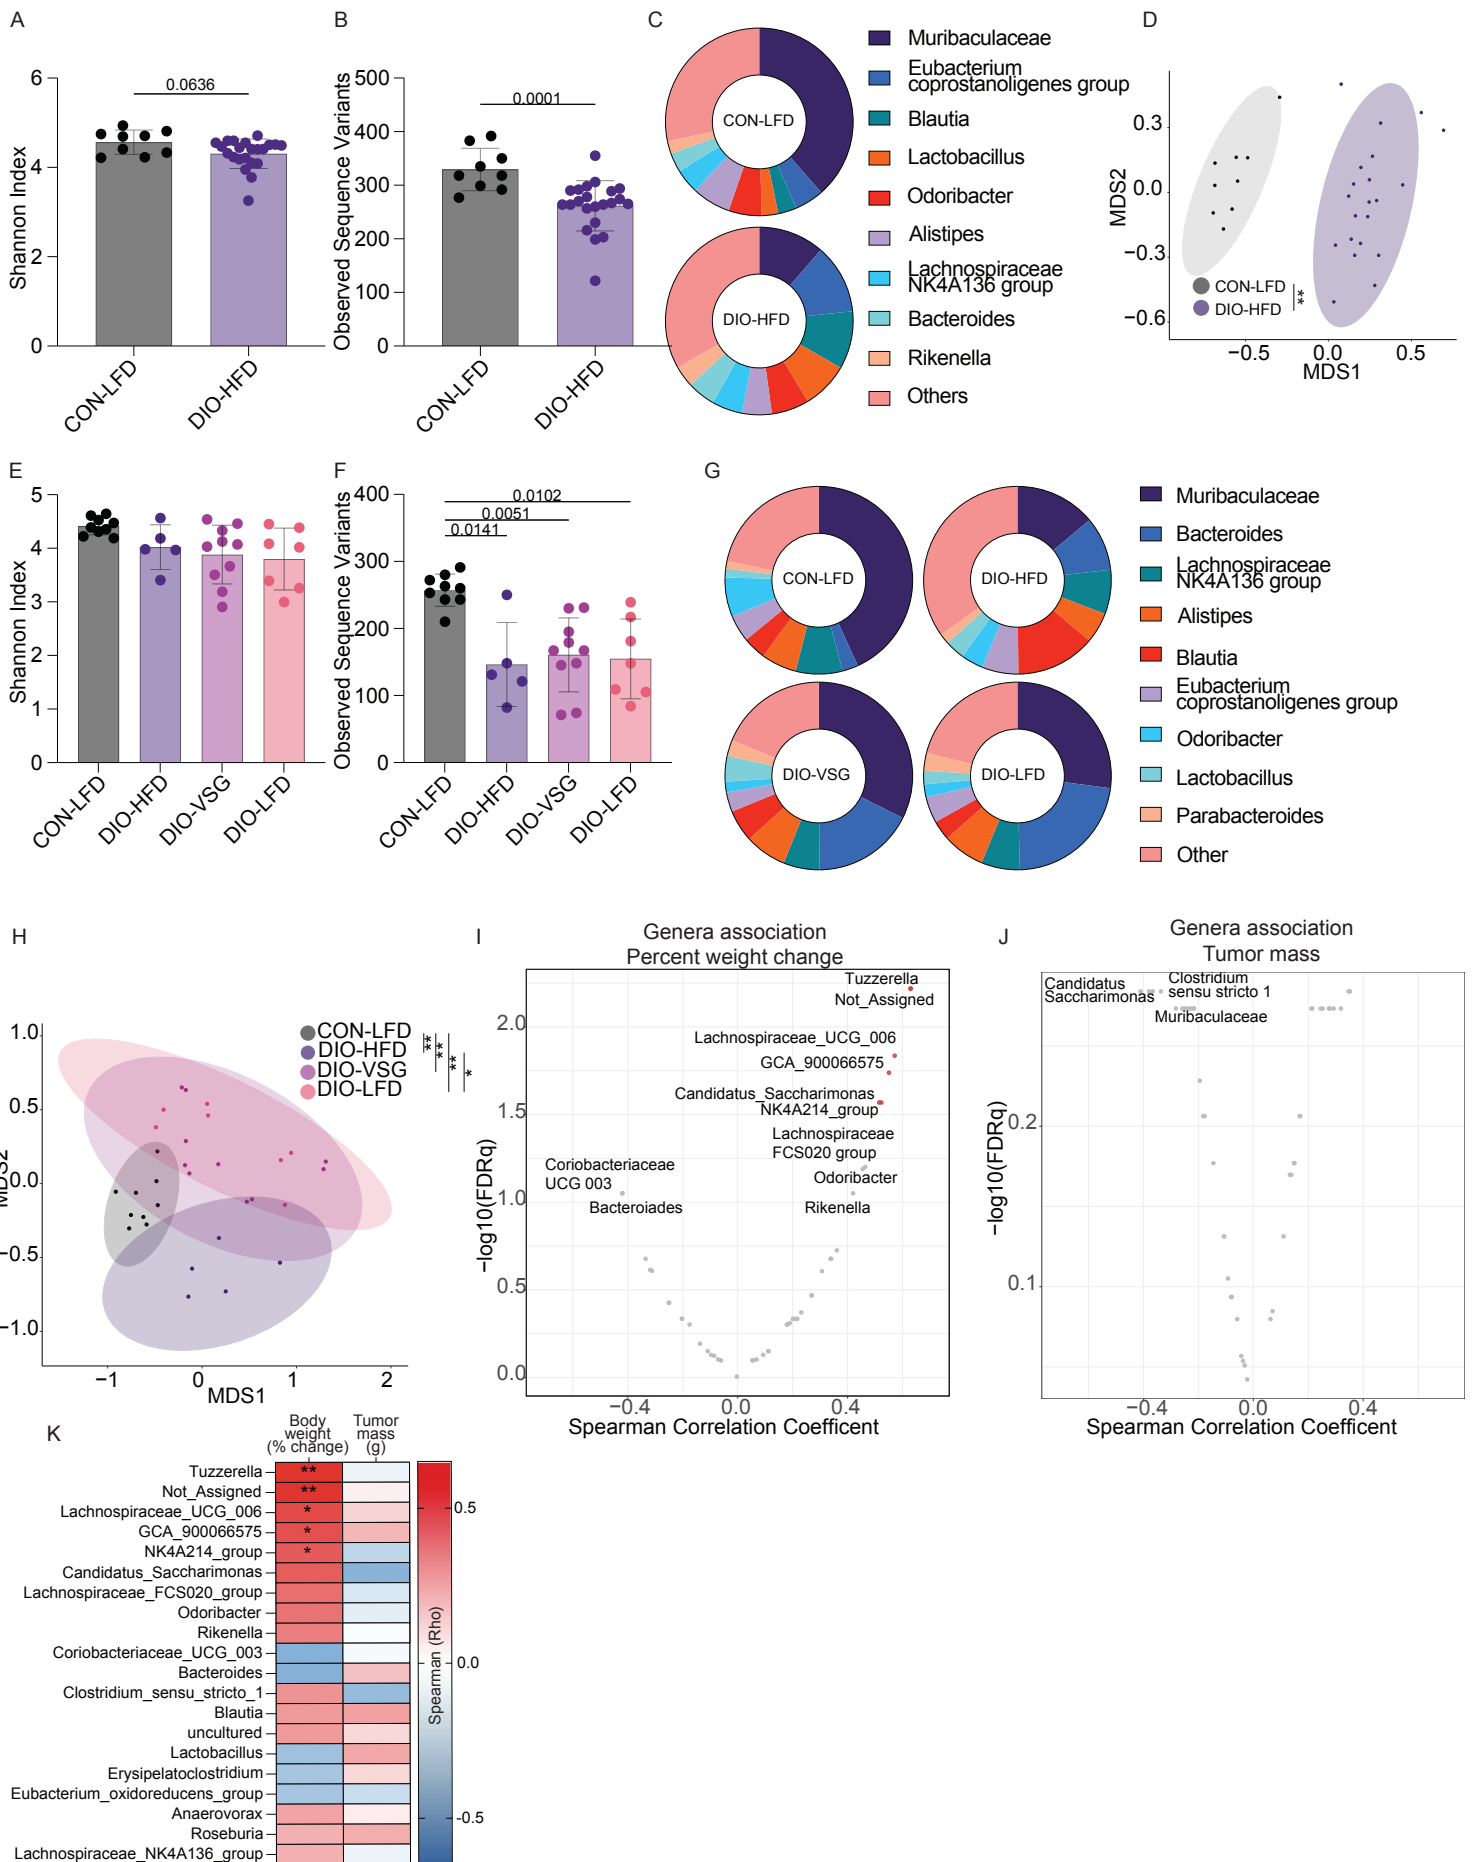 A
Shannon Index
6
4
2
0
0.0636
CON-LFD
DIO-HFD
B
Observed Sequence Variants
500
400
300
200
100
0
0.0001
CON-LFD
DIO-HFD
C
CON-LFD
DIO-HFD
Muribaculaceae
Eubacterium
coprostanoligenes group
Blautia
Lactobacillus
Odoribacter
Alistipes
Lachnospiraceae
NK4A136 group
Bacteroides
Rikenella
Others
D
MDS2
0.3
0.0
−0.3
−0.6
CON-LFD
DIO-HFD
**
−0.5
0.0
0.5
MDS1
E
Shannon Index
5
4
3
2
1
0
CON-LFD
DIO-HFD
DIO-VSG
DIO-LFD
F
Observed Sequence Variants
400
300
200
100
0
0.0102
0.0051
0.0141
CON-LFD
DIO-HFD
DIO-VSG
DIO-LFD
G
CON-LFD
DIO-HFD
DIO-VSG
DIO-LFD
Muribaculaceae
Bacteroides
Lachnospiraceae
NK4A136 group
Alistipes
Blautia
Eubacterium
coprostanoligenes group
Odoribacter
Lactobacillus
Parabacteroides
Other
H
MDS2
1.0
0.5
0.0
−0.5
−1.0
CON-LFD
DIO-HFD
DIO-VSG
DIO-LFD
**
**
**
*
−1
0
1
2
MDS1
I
Genera association
Percent weight change
−log10(FDRq)
2.0
1.5
1.0
0.5
0.0
Tuzzerella
Not_Assigned
Lachnospiraceae_UCG_006
GCA_900066575
Candidatus_Saccharimonas
NK4A214_group
Lachnospiraceae
FCS020 group
Coriobacteriaceae
UCG 003
Odoribacter
Bacteroiades
Rikenella
−0.4
0.0
0.4
Spearman Correlation Coefficent
J
Genera association
Tumor mass
−log10(FDRq)
0.2
0.1
Candidatus
Saccharimonas
Clostridium
sensu stricto 1
Muribaculaceae
−0.4
0.0
0.4
Spearman Correlation Coefficent
K
Body
weight
(% change)
Tumor
mass
(g)
Tuzzerella
**
Not_Assigned
**
Lachnospiraceae_UCG_006
*
GCA_900066575
*
NK4A214_group
*
Candidatus_Saccharimonas
Lachnospiraceae_FCS020_group
Odoribacter
Rikenella
Coriobacteriaceae_UCG_003
Bacteroides
Clostridium_sensu_stricto_1
Blautia
uncultured
Lactobacillus
Erysipelatoclostridium
Eubacterium_oxidoreducens_group
Anaerovorax
Roseburia
Lachnospiraceae_NK4A136_group
0.5
0.0
-0.5
Spearman (Rho)